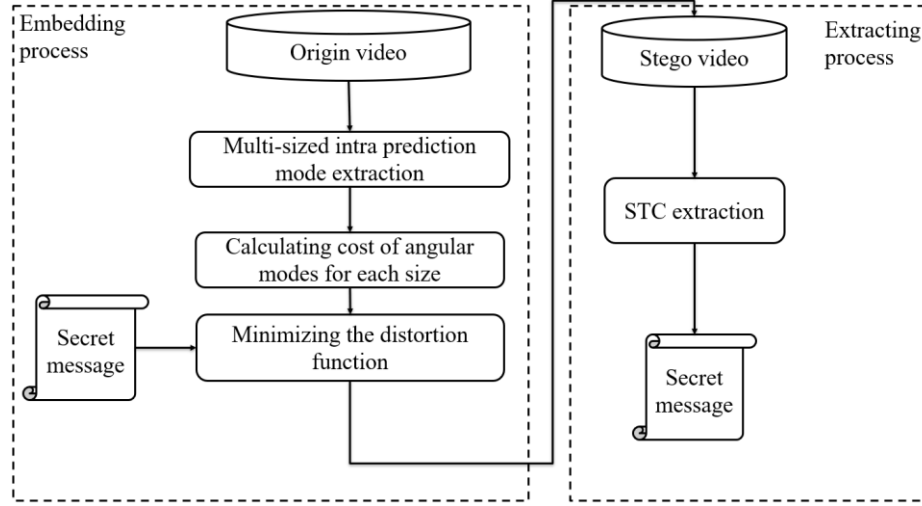 Embedding
process
Origin video
Multi-sized intra prediction
mode extraction
Calculating cost of angular
modes for each size
Secret
message
Minimizing the distortion
function
Extracting
process
Stego video
STC extraction
Secret
message